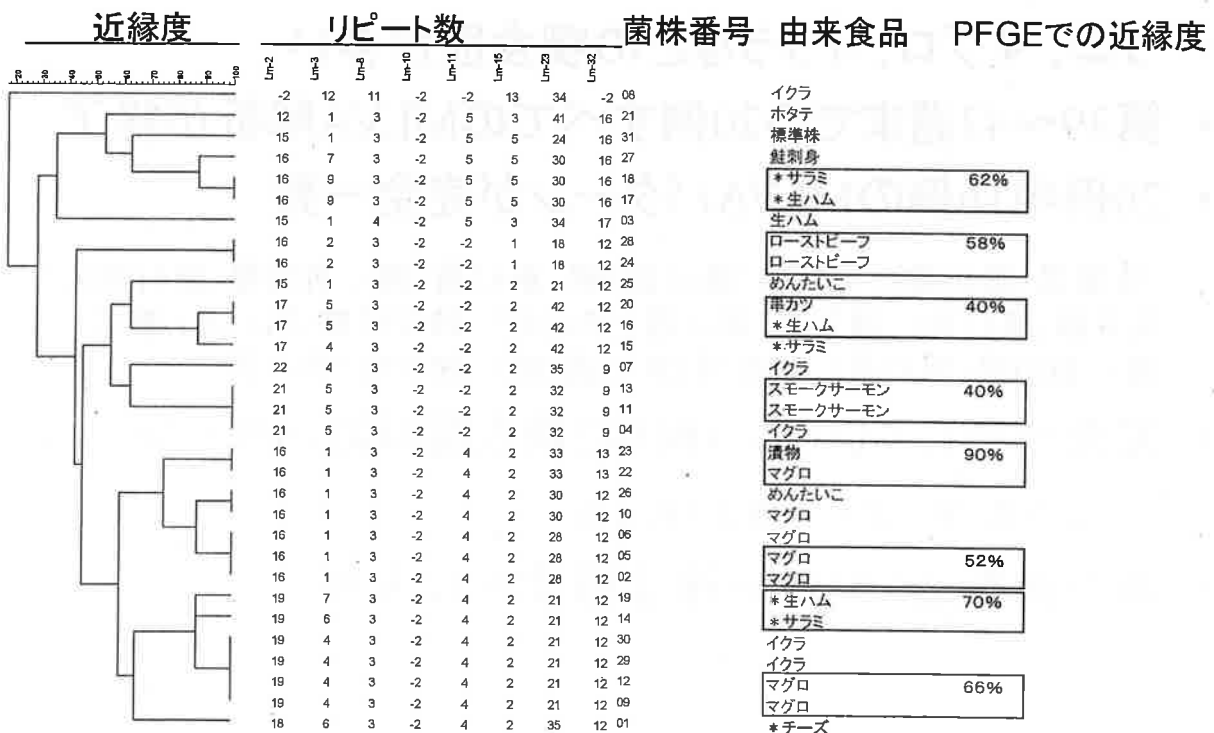 近縁度 リピート数 菌株番号 由来食品 PFGEでの近縁度
20 30 40 50 60 70 80 90 100 Lm-2 Lm-3 Lm-8 Lm-10 Lm-11 Lm-15 Lm-23 Lm-32
-2 12 11 -2 -2 13 34 -2 08 イクラ
12 1 3 -2 5 3 41 16 21 ホタテ
15 1 3 -2 5 5 24 16 31 標準株
16 7 3 -2 5 5 30 16 27 鮭刺身
16 9 3 -2 5 5 30 16 18 *サラミ 62%
16 9 3 -2 5 5 30 16 17 *生ハム
15 1 4 -2 5 3 34 17 03 生ハム
16 2 3 -2 -2 1 18 12 28 ローストビーフ 58%
16 2 3 -2 -2 1 18 12 24 ローストビーフ
15 1 3 -2 -2 2 21 12 25 めんたいこ
17 5 3 -2 -2 2 42 12 20 串カツ 40%
17 5 3 -2 -2 2 42 12 16 *生ハム
17 4 3 -2 -2 2 42 12 15 *サラミ
22 4 3 -2 -2 2 35 9 07 イクラ
21 5 3 -2 -2 2 32 9 13 スモークサーモン 40%
21 5 3 -2 -2 2 32 9 11 スモークサーモン
21 5 3 -2 -2 2 32 9 04 イクラ
16 1 3 -2 4 2 33 13 23 漬物 90%
16 1 3 -2 4 2 33 13 22 マグロ
16 1 3 -2 4 2 30 12 26 めんたいこ
16 1 3 -2 4 2 30 12 10 マグロ
16 1 3 -2 4 2 28 12 06 マグロ
16 1 3 -2 4 2 28 12 05 マグロ 52%
16 1 3 -2 4 2 28 12 02 マグロ
19 7 3 -2 4 2 21 12 19 *生ハム 70%
19 6 3 -2 4 2 21 12 14 *サラミ
19 4 3 -2 4 2 21 12 30 イクラ
19 4 3 -2 4 2 21 12 29 イクラ
19 4 3 -2 4 2 21 12 12 マグロ 66%
19 4 3 -2 4 2 21 12 09 マグロ
18 6 3 -2 4 2 35 12 01 *チーズ